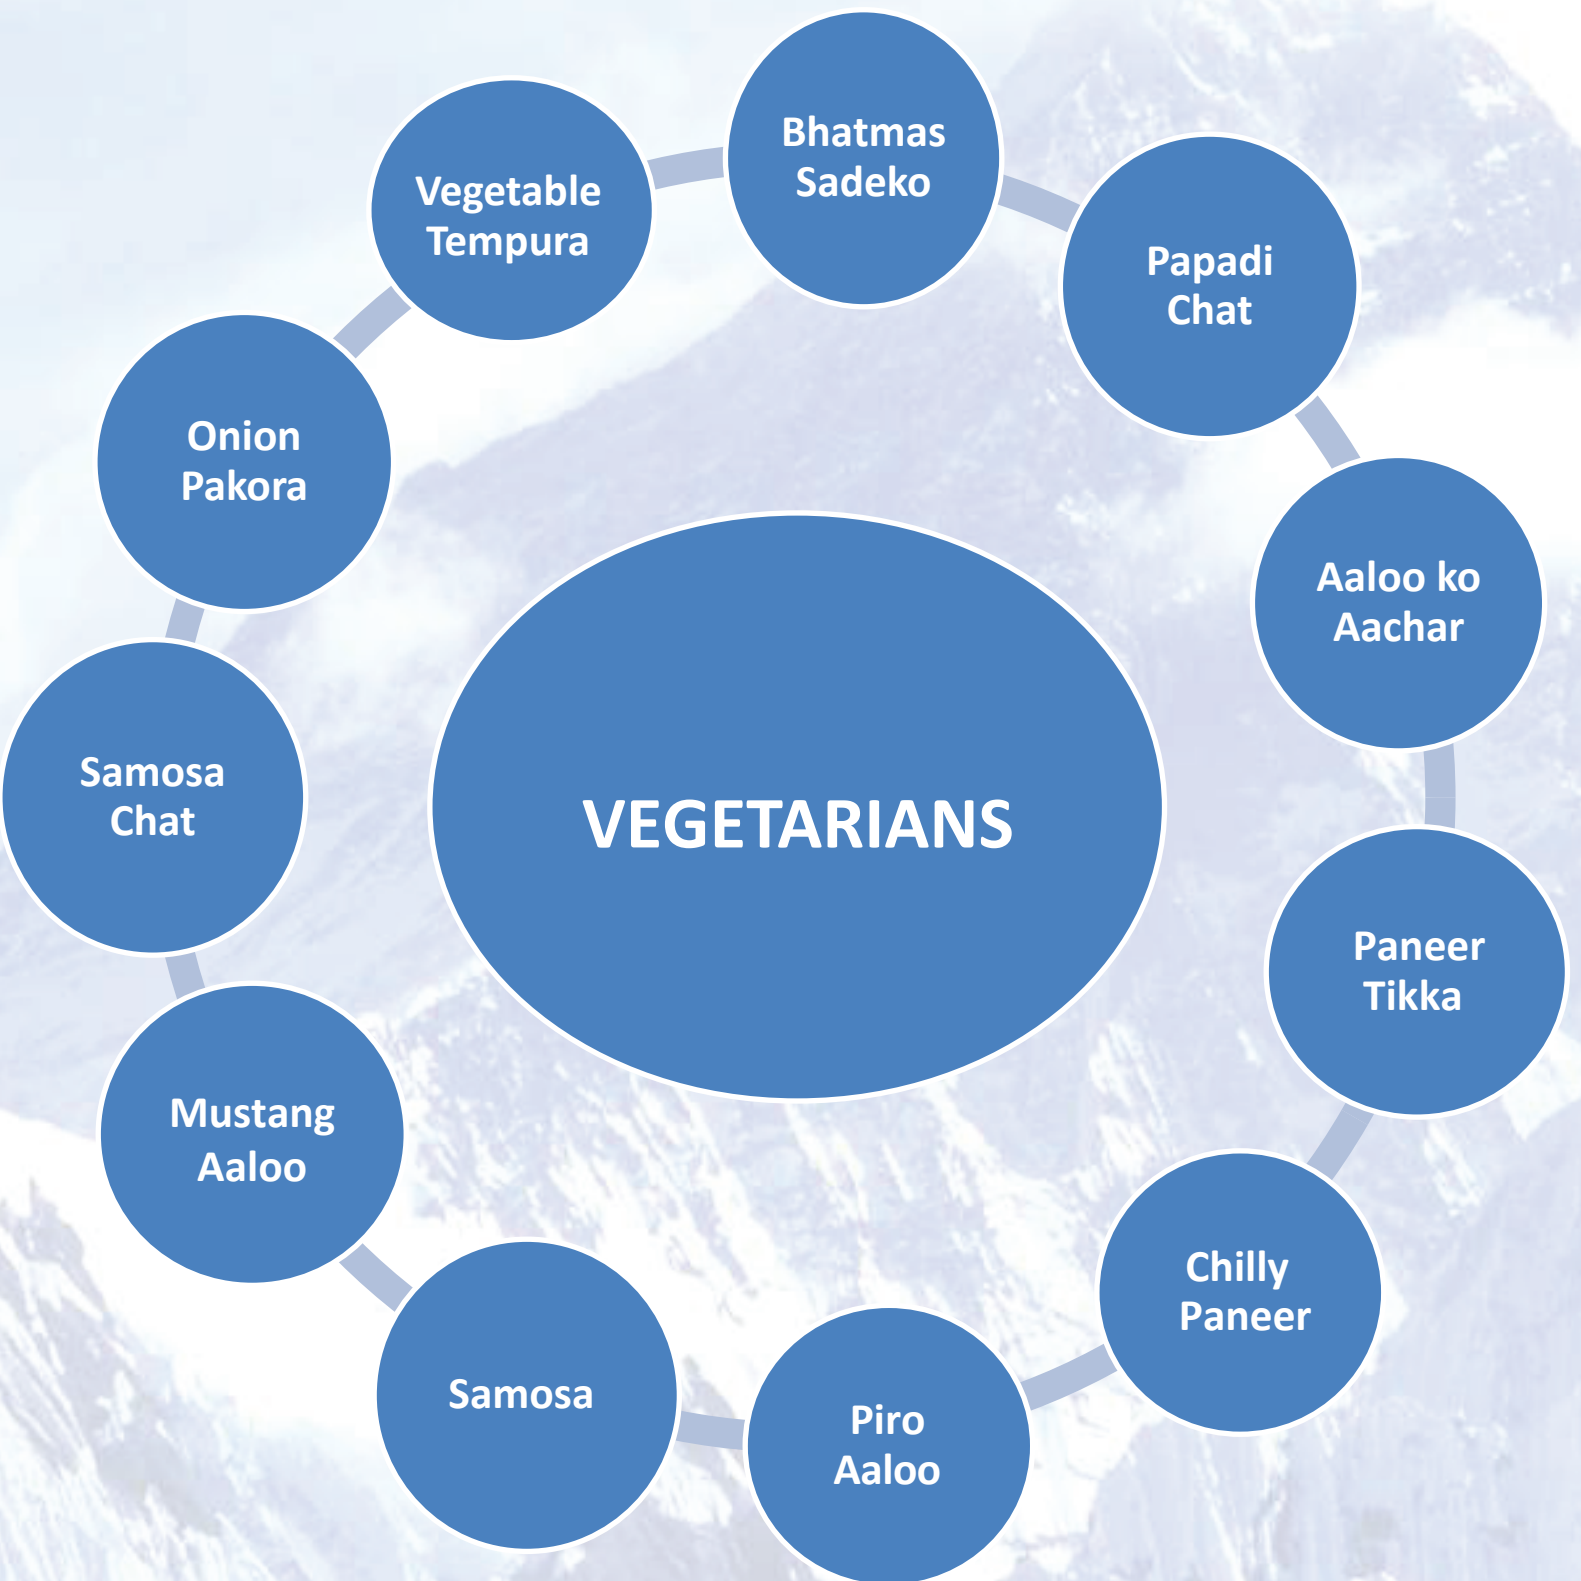 Bhatmas
Sadeko
Papadi
Chat
Aaloo ko
Aachar
Paneer
Tikka
Chilly
Paneer
Piro
Aaloo
Samosa
Mustang
Aaloo
Samosa
Chat
Onion
Pakora
Vegetable
Tempura
VEGETARIANS